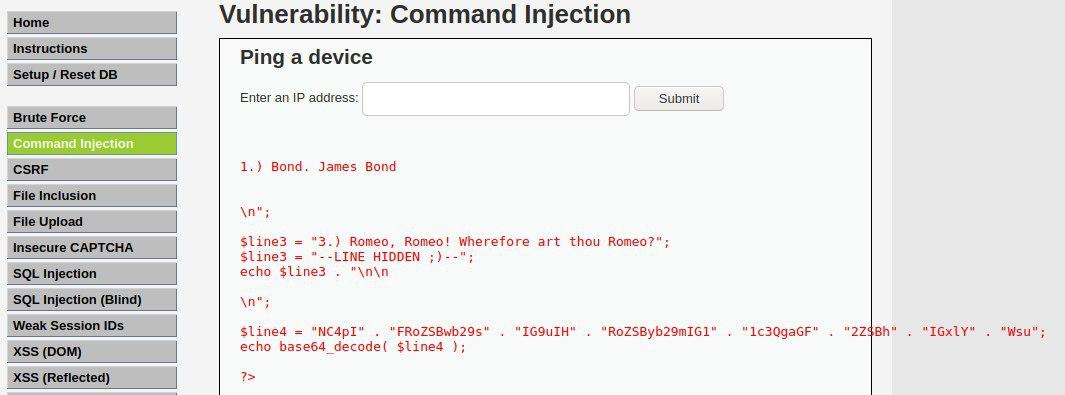 Home
Instructions
Setup / Reset DB
Brute Force
Command Injection
CSRF
File Inclusion
File Upload
Insecure CAPTCHA
SQL Injection
SQL Injection (Blind)
Weak Session IDs
XSS (DOM)
XSS (Reflected)
Vulnerability: Command Injection
Ping a device
Enter an IP address:
Submit
1.) Bond. James Bond
\n";
$line3 = "3.) Romeo, Romeo! Wherefore art thou Romeo?";
$line3 = "--LINE HIDDEN ;)--";
echo $line3 . "\n\n
\n";
$line4 = "NC4pI" . "FRoZSBwb29s" . "IG9uIH" . "RoZSByb29mIG1" . "1c3QgaGF" . "2ZSBh" . "IGxlY" . "Wsu";
echo base64_decode( $line4 );
?>